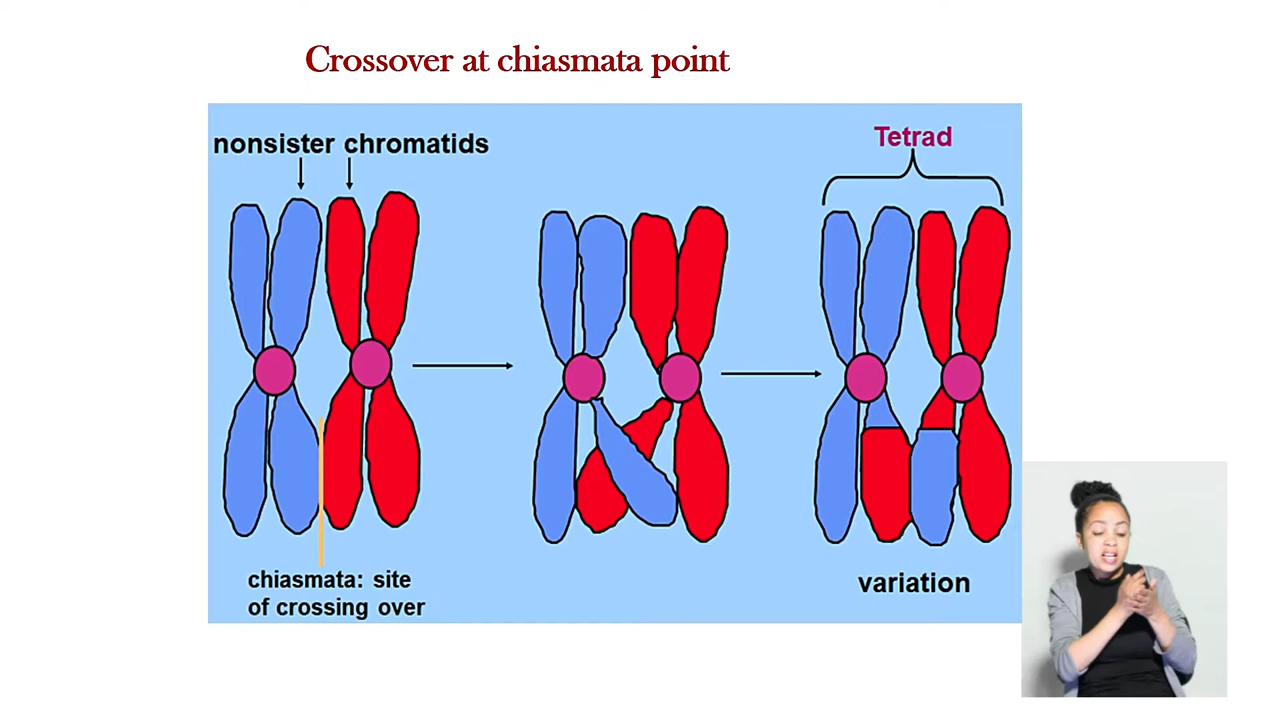 Crossover at chiasmata point
nonsister chromatids
Tetrad
chiasmata: site
of crossing over
variation